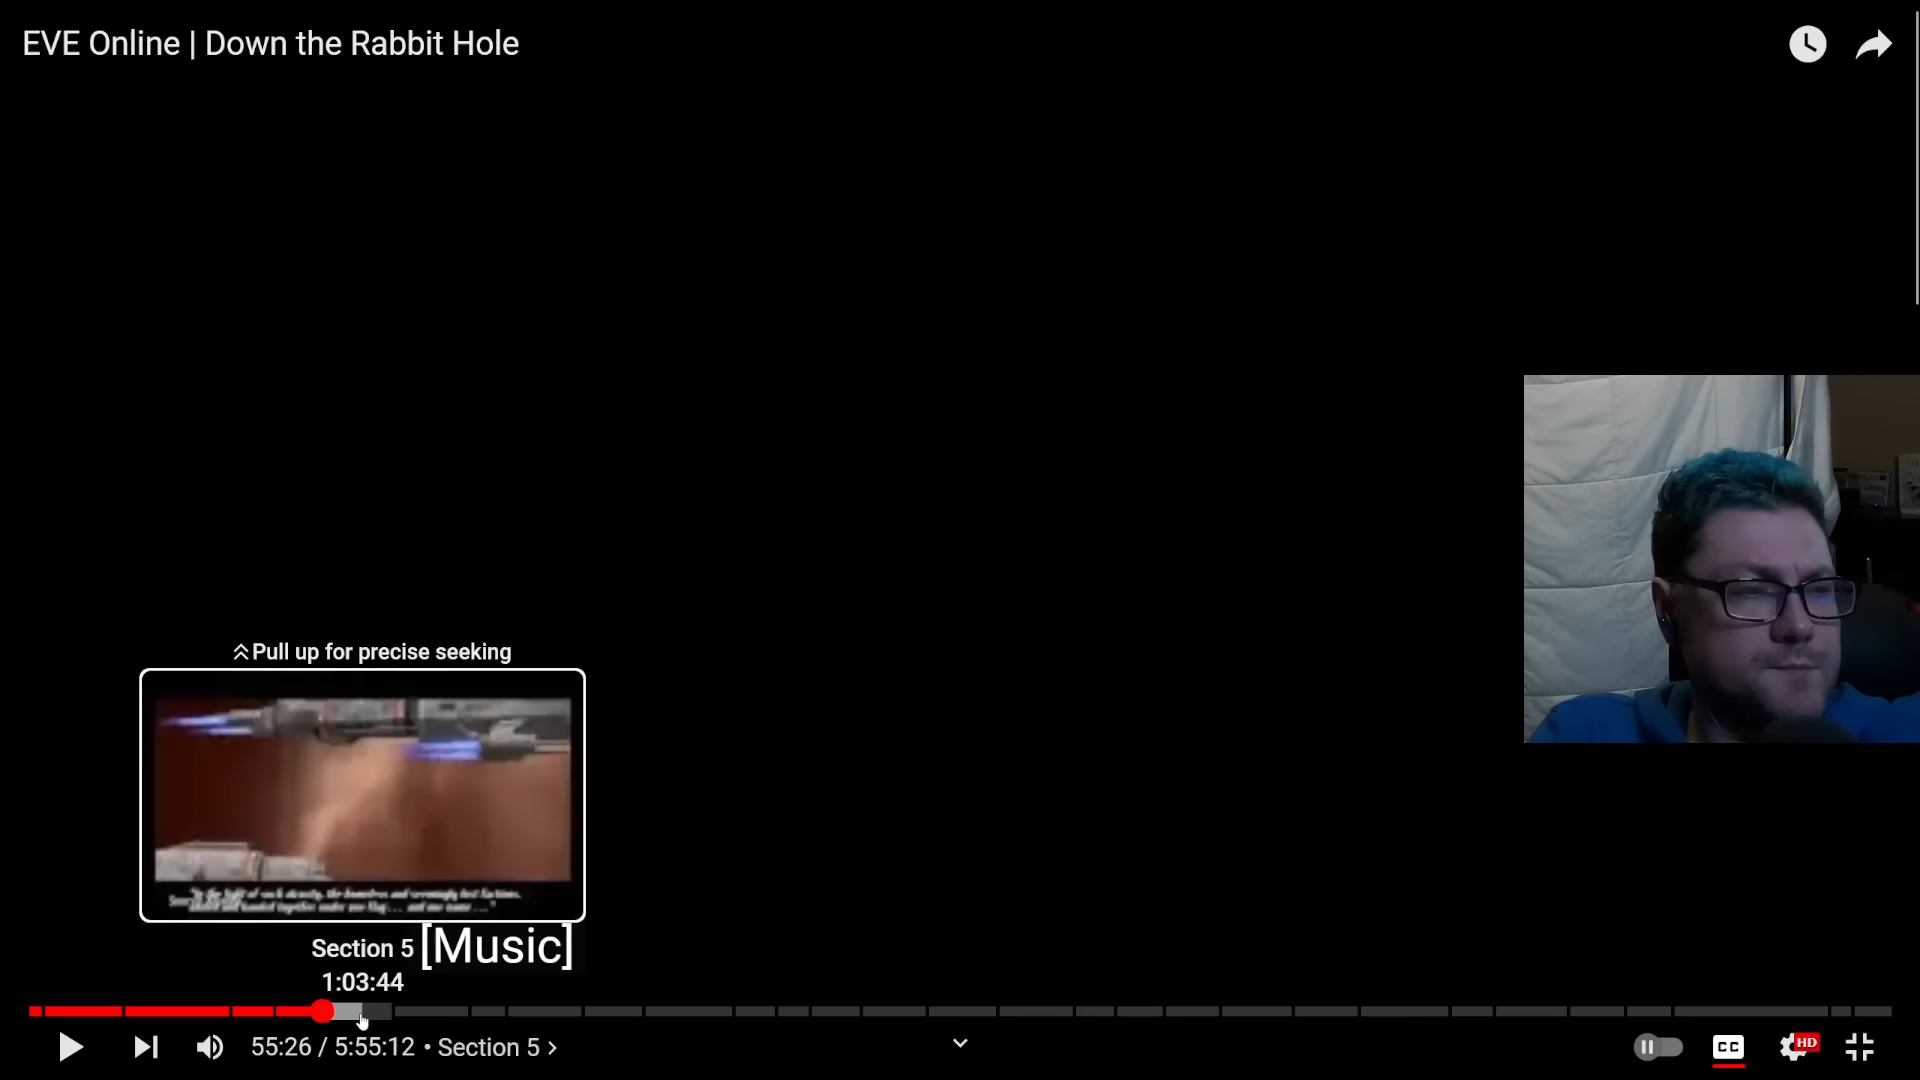 EVE Online | Down the Rabbit Hole
Pull up for precise seeking
Section 5
[Music]
1:03:44
55:26 / 5:55:12 • Section 5
CC
HD